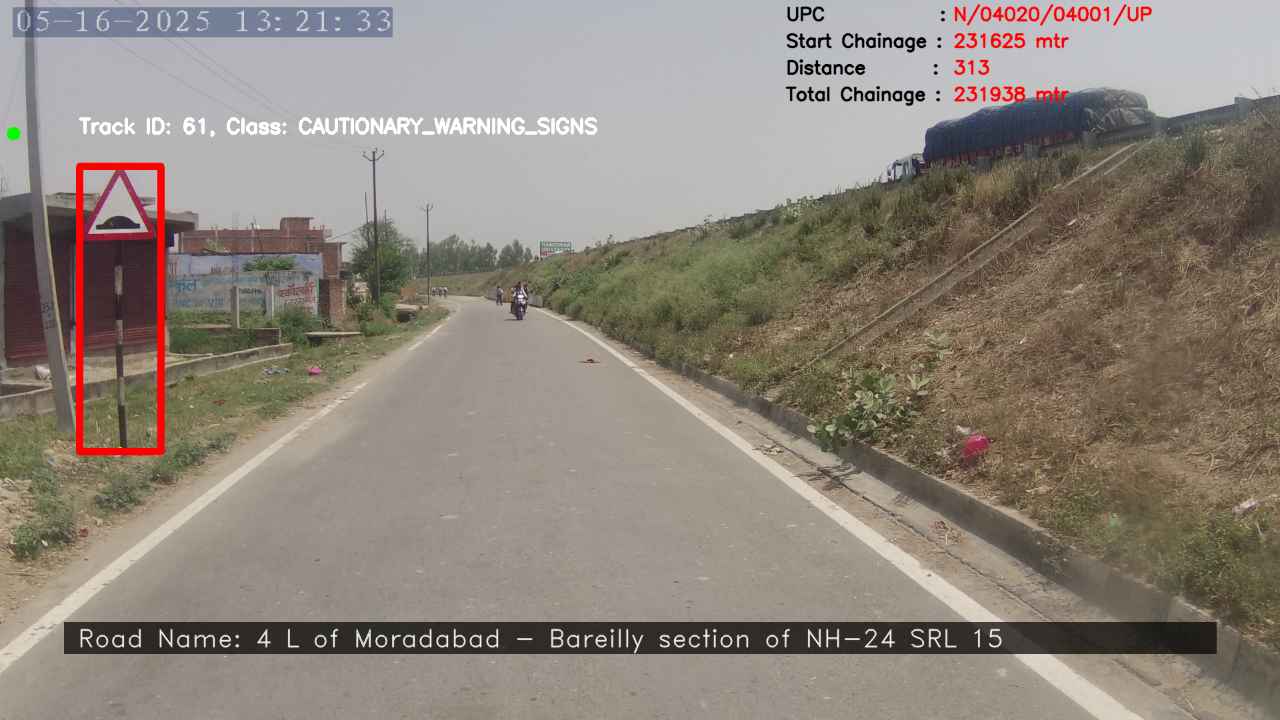 05-16-2025 13:21:33
UPC : N/04020/04001/UP
Start Chainage : 231625 mtr
Distance : 313
Total Chainage : 231938 mtr
Track ID: 61, Class: CAUTIONARY_WARNING_SIGNS
Road Name: 4 L of Moradabad - Bareilly section of NH-24 SRL 15